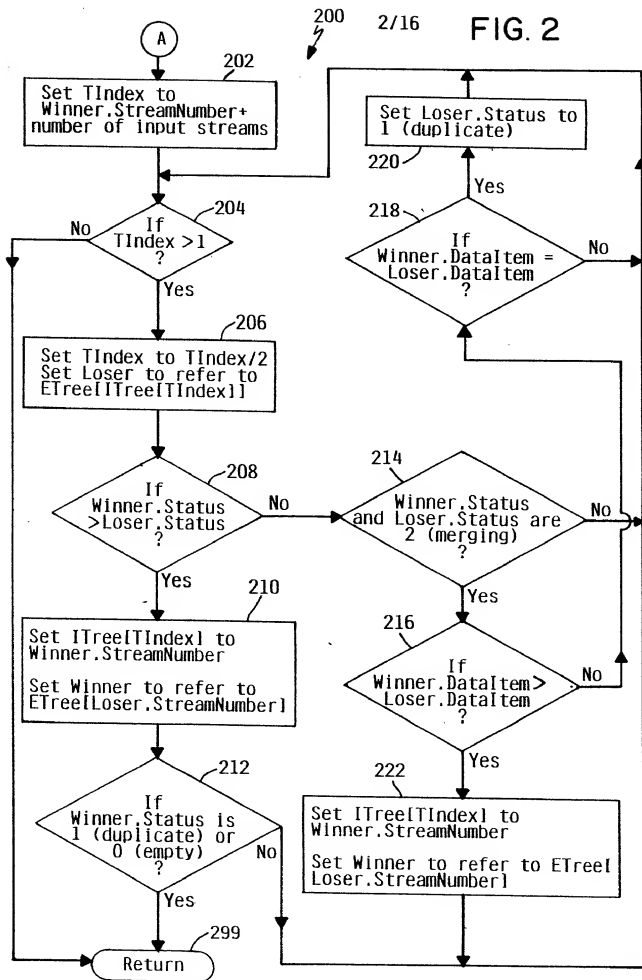 200
2/16
FIG. 2
A
202
Set TIndex to
Winner.StreamNumber+
number of input streams
204
If
TIndex >1
?
No
Yes
206
Set TIndex to TIndex/2
Set Loser to refer to
ETree[ITree[TIndex]]
208
If
Winner.Status
>Loser.Status
?
No
Yes
210
Set ITree[TIndex] to
Winner.StreamNumber
Set Winner to refer to
ETree[Loser.StreamNumber]
212
If
Winner.Status is
1 (duplicate) or
0 (empty)
?
No
Yes
299
Return
214
Winner.Status
and Loser.Status are
2 (merging)
?
No
Yes
216
If
Winner.DataItem>
Loser.DataItem
?
No
Yes
218
If
Winner.DataItem =
Loser.DataItem
?
No
Yes
220
Set Loser.Status to
1 (duplicate)
222
Set ITree[TIndex] to
Winner.StreamNumber
Set Winner to refer to ETree[
Loser.StreamNumber]